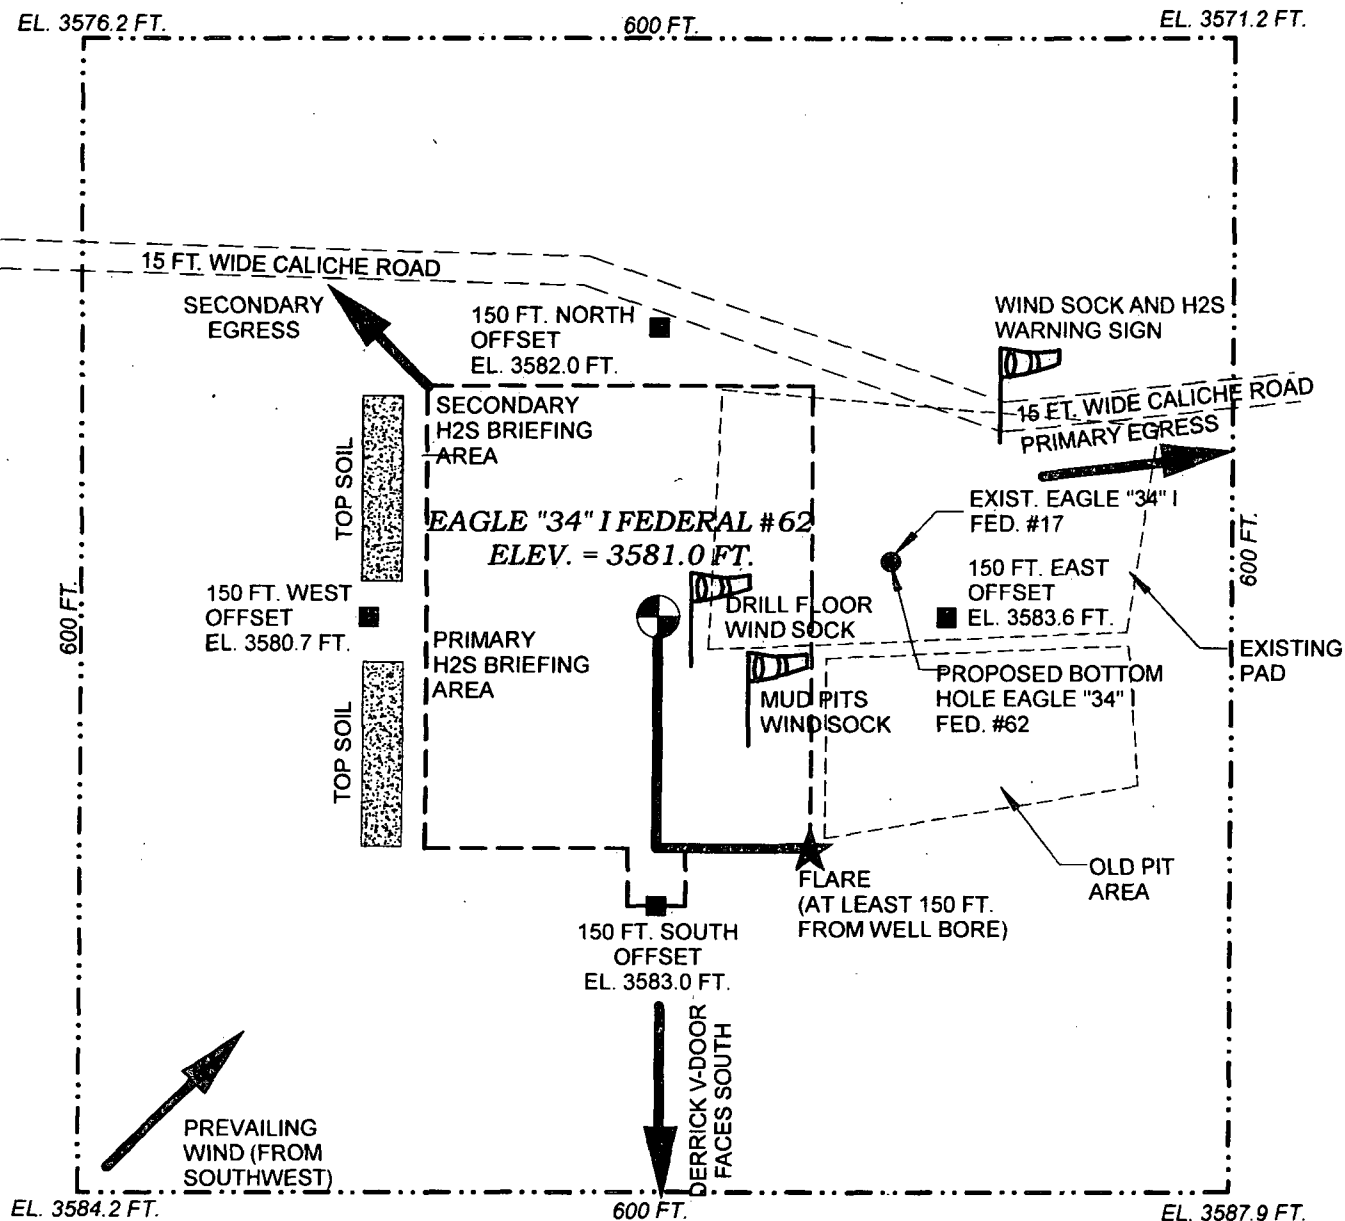 EL. 3576.2 FT.
600 FT.
EL. 3571.2 FT.
15 FT. WIDE CALICHE ROAD
SECONDARY
EGRESS
150 FT. NORTH
OFFSET
EL. 3582.0 FT.
WIND SOCK AND H2S
WARNING SIGN
15 FT. WIDE CALICHE ROAD
PRIMARY EGRESS
SECONDARY
H2S BRIEFING
AREA
TOP SOIL
EAGLE "34" I FEDERAL #62
ELEV. = 3581.0 FT.
EXIST. EAGLE "34" I
FED. #17
150 FT. EAST
OFFSET
EL. 3583.6 FT.
600 FT.
600 FT.
150 FT. WEST
OFFSET
EL. 3580.7 FT.
DRILL FLOOR
WIND SOCK
PRIMARY
H2S BRIEFING
AREA
MUD PITS
WIND SOCK
PROPOSED BOTTOM
HOLE EAGLE "34"
FED. #62
EXISTING
PAD
TOP SOIL
FLARE
(AT LEAST 150 FT.
FROM WELL BORE)
OLD PIT
AREA
150 FT. SOUTH
OFFSET
EL. 3583.0 FT.
DERRICK V-DOOR
FACES SOUTH
PREVAILING
WIND (FROM
SOUTHWEST)
EL. 3584.2 FT.
600 FT.
EL. 3587.9 FT.